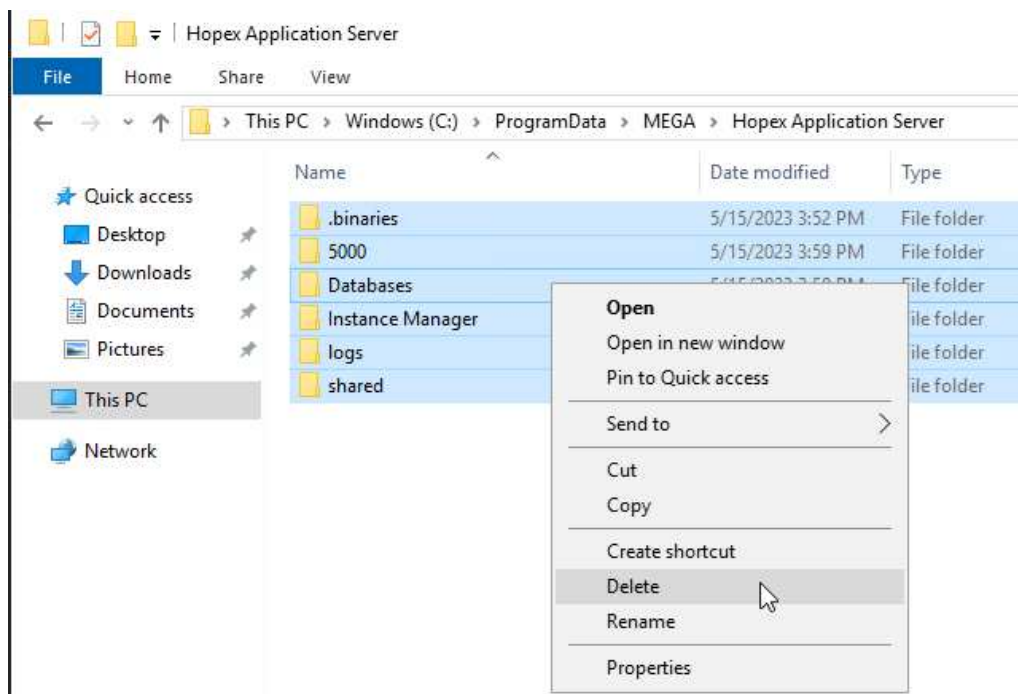 Hopex Application Server
File Home Share View
This PC > Windows (C:) > ProgramData > MEGA > Hopex Application Server
Name Date modified Type
Quick access
Desktop
Downloads
Documents
Pictures
This PC
Network
.binaries 5/15/2023 3:52 PM File folder
5000 5/15/2023 3:59 PM File folder
Databases File folder
Instance Manager ile folder
logs ile folder
shared ile folder
Open
Open in new window
Pin to Quick access
Send to
Cut
Copy
Create shortcut
Delete
Rename
Properties